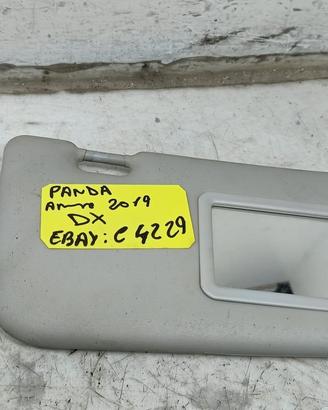 PANDA
Anno 2019
DX
EBAY: C 4229